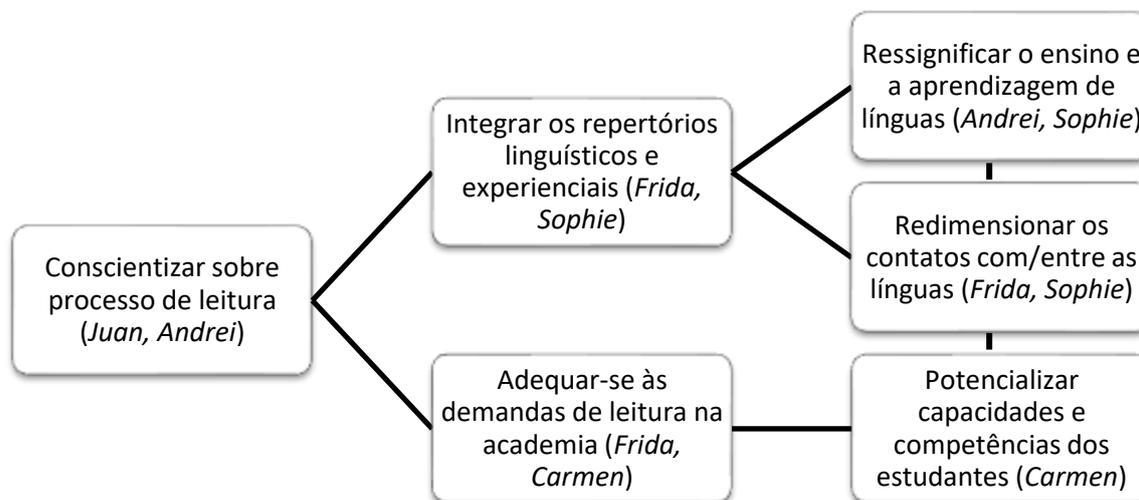 Conscientizar sobre
processo de leitura
(Juan, Andrei)
Integrar os repertórios
linguísticos e
experienciais (Frida,
Sophie)
Adequar-se às
demandas de leitura na
academia (Frida,
Carmen)
Ressignificar o ensino e
a aprendizagem de
línguas (Andrei, Sophie)
Redimensionar os
contatos com/entre as
línguas (Frida, Sophie)
Potencializar
capacidades e
competências dos
estudantes (Carmen)